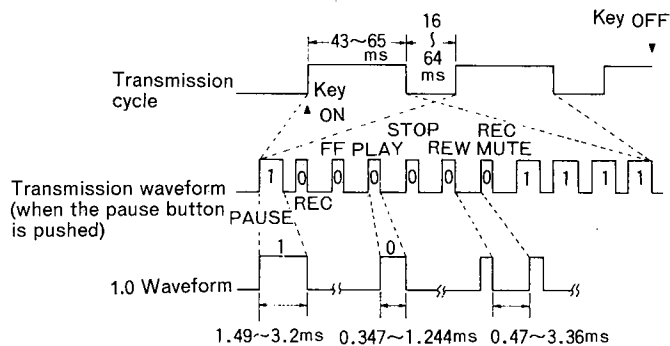 16
Key OFF
43~65
ms
~
64
ms
Transmission
cycle
Key
ON
STOP
REC
FF PLAY
REW MUTE
1 0 0 0 0 0 0 1 1 1 1
Transmission waveform
(when the pause button
is pushed)
PAUSE
REC
1
0
1.0 Waveform
1.49~3.2ms
0.347~1.244ms
0.47~3.36ms